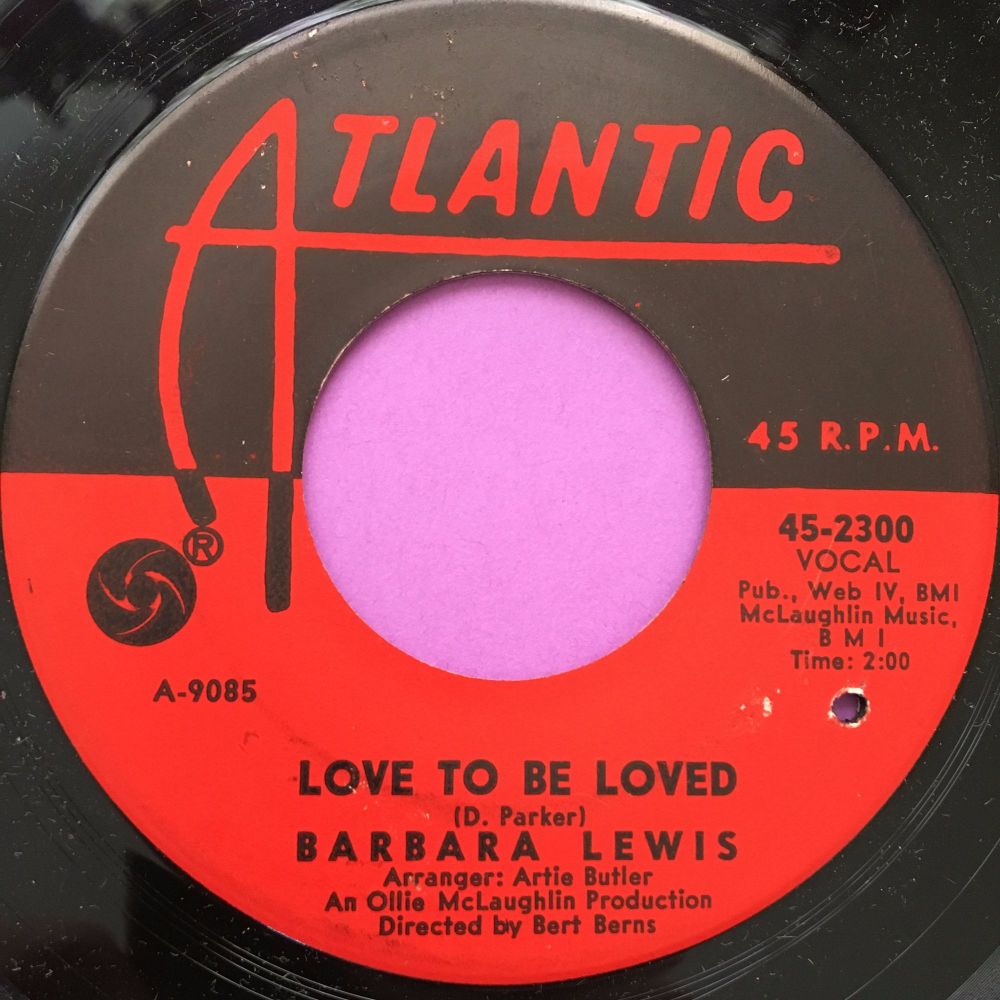 ATLANTIC
45 R.P.M.
®
45-2300
VOCAL
Pub., Web IV, BMI
McLaughlin Music,
B M I
Time: 2:00
A-9085
LOVE TO BE LOVED
(D. Parker)
BARBARA LEWIS
Arranger: Artie Butler
An Ollie McLaughlin Production
Directed by Bert Berns